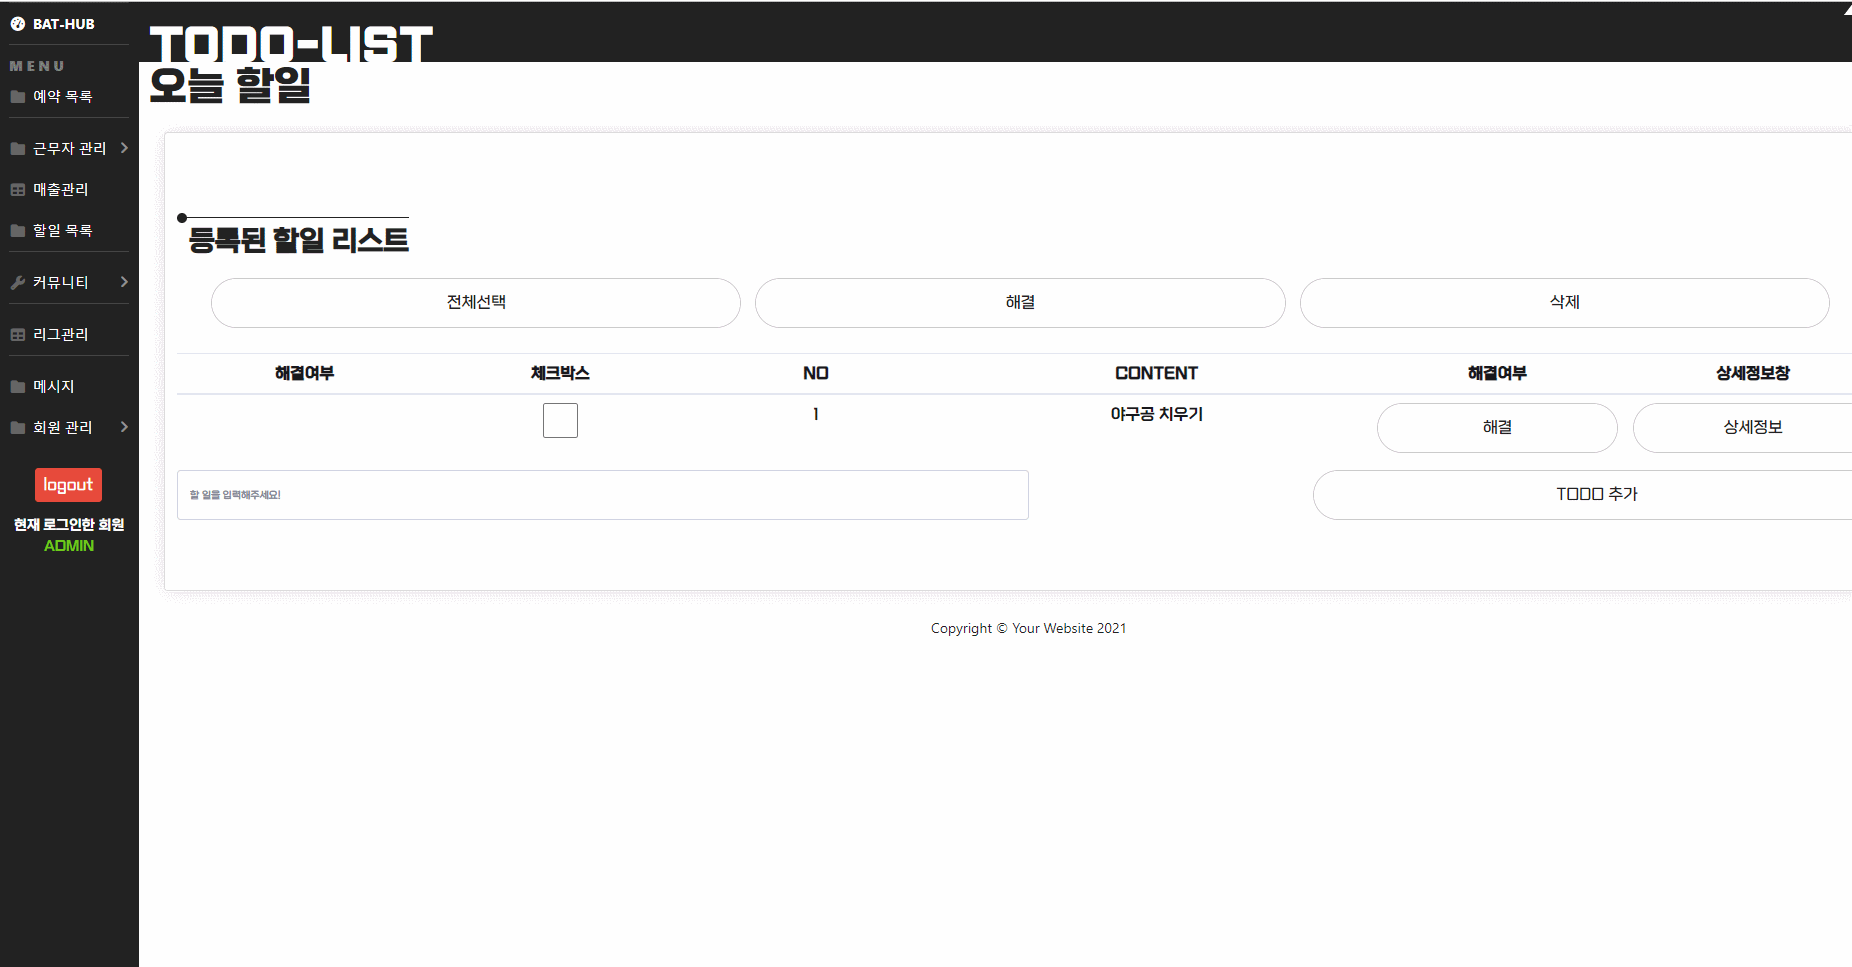 BAT-HUB
MENU
예약 목록
근무자 관리
매출관리
할일 목록
커뮤니티
리그관리
메시지
회원 관리
logout
현재 로그인한 회원
ADMIN
TODO-LIST
오늘 할일
등록된 할일 리스트
전체선택 해결 삭제
해결여부 체크박스 NO CONTENT 해결여부 상세정보창
1 야구공 치우기 해결 상세정보
할 일을 입력해주세요! TODO 추가
Copyright © Your Website 2021